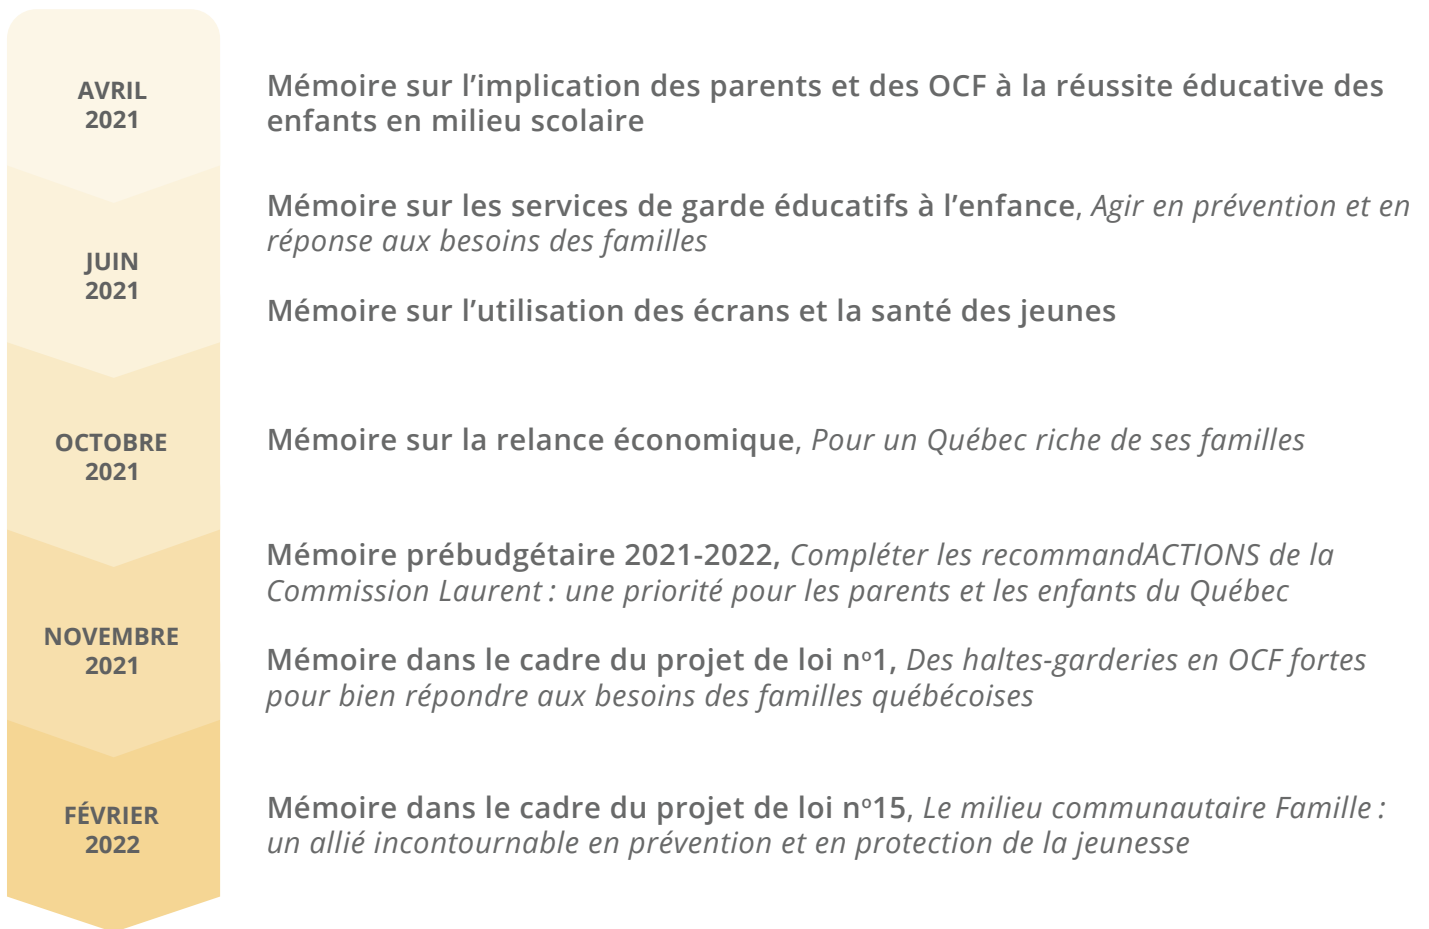 AVRIL
2021
Mémoire sur l’implication des parents et des OCF à la réussite éducative des
enfants en milieu scolaire
JUIN
2021
Mémoire sur les services de garde éducatifs à l’enfance, Agir en prévention et en
réponse aux besoins des familles
Mémoire sur l’utilisation des écrans et la santé des jeunes
OCTOBRE
2021
Mémoire sur la relance économique, Pour un Québec riche de ses familles
NOVEMBRE
2021
Mémoire prébudgétaire 2021-2022, Compléter les recommandACTIONS de la
Commission Laurent : une priorité pour les parents et les enfants du Québec
Mémoire dans le cadre du projet de loi nº1, Des haltes-garderies en OCF fortes
pour bien répondre aux besoins des familles québécoises
FÉVRIER
2022
Mémoire dans le cadre du projet de loi nº15, Le milieu communautaire Famille :
un allié incontournable en prévention et en protection de la jeunesse